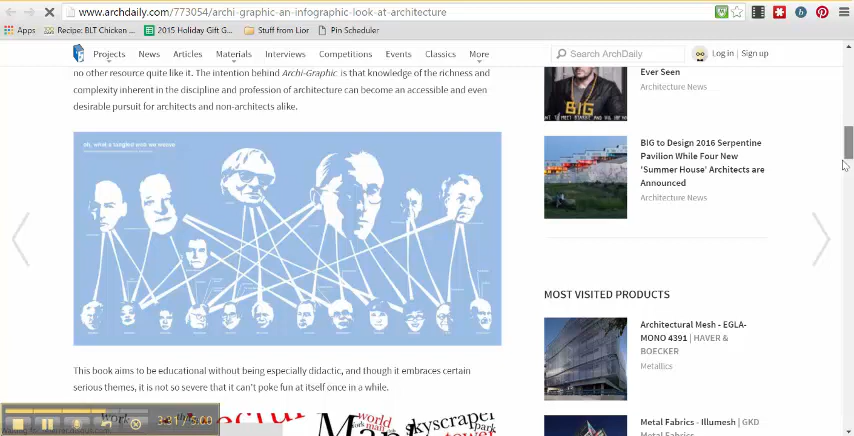 www.archdaily.com/773054/archi-graphic-an-infographic-look-at-architecture
Apps Recipe: BLT Chicken ... 2015 Holiday Gift G... Stuff from Lior Pin Scheduler
Projects News Articles Materials Interviews Competitions Events Classics More Search ArchDaily Log in | Sign up
no other resource quite like it. The intention behind Archi-Graphic is that knowledge of the richness and
complexity inherent in the discipline and profession of architecture can become an accessible and even
desirable pursuit for architects and non-architects alike.
oh, what a tangled web we weave
This book aims to be educational without being especially didactic, and though it embraces certain
serious themes, it is not so severe that it can't poke fun at itself once in a while.
work
world
man
skyscraper
park
tower
Ever Seen
Architecture News
BIG
BIG to Design 2016 Serpentine
Pavilion While Four New
'Summer House' Architects are
Announced
Architecture News
MOST VISITED PRODUCTS
Architectural Mesh - EGLA-
MONO 4391 | HAVER &
BOECKER
Metallics
Metal Fabrics - Illumesh | GKD
3:31 / 5:00